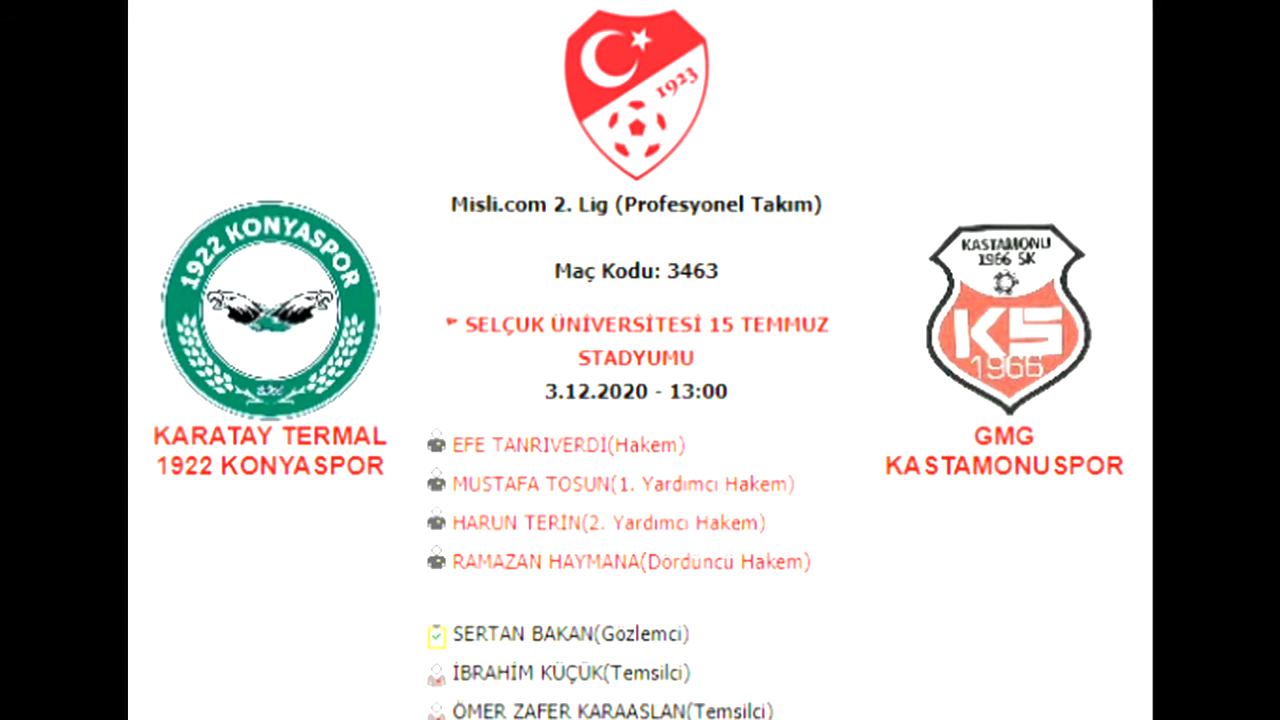 1923
Misli.com 2. Lig (Profesyonel Takım)
1922 KONYASPOR
KASTAMONU
1966 SK
KS
1966
Maç Kodu: 3463
SELÇUK ÜNİVERSİTESİ 15 TEMMUZ
STADYUMU
3.12.2020 - 13:00
KARATAY TERMAL
1922 KONYASPOR
GMG
KASTAMONUSPOR
EFE TANRIVERDİ(Hakem)
MUSTAFA TOSUN(1. Yardımcı Hakem)
HARUN TERİN(2. Yardımcı Hakem)
RAMAZAN HAYMANA(Dördüncü Hakem)
SERTAN BAKAN(Gözlemci)
İBRAHİM KÜÇÜK(Temsilci)
ÖMER ZAFER KARAASLAN(Temsilci)